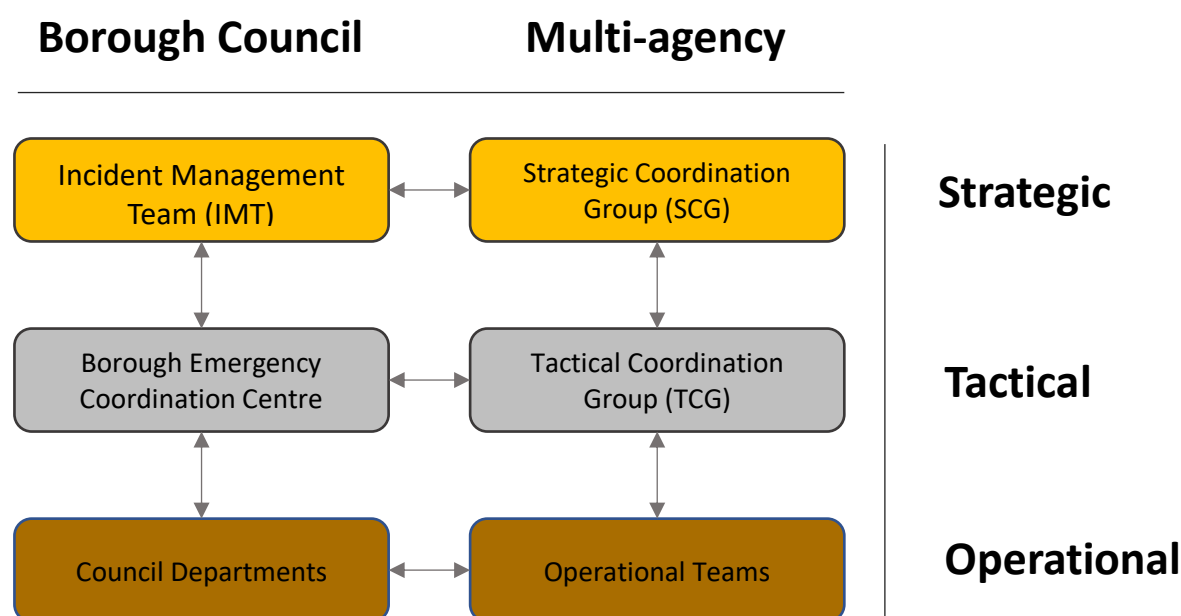 Borough Council
Multi-agency
Incident Management
Team (IMT)
Strategic Coordination
Group (SCG)
Strategic
Borough Emergency
Coordination Centre
Tactical Coordination
Group (TCG)
Tactical
Council Departments
Operational Teams
Operational